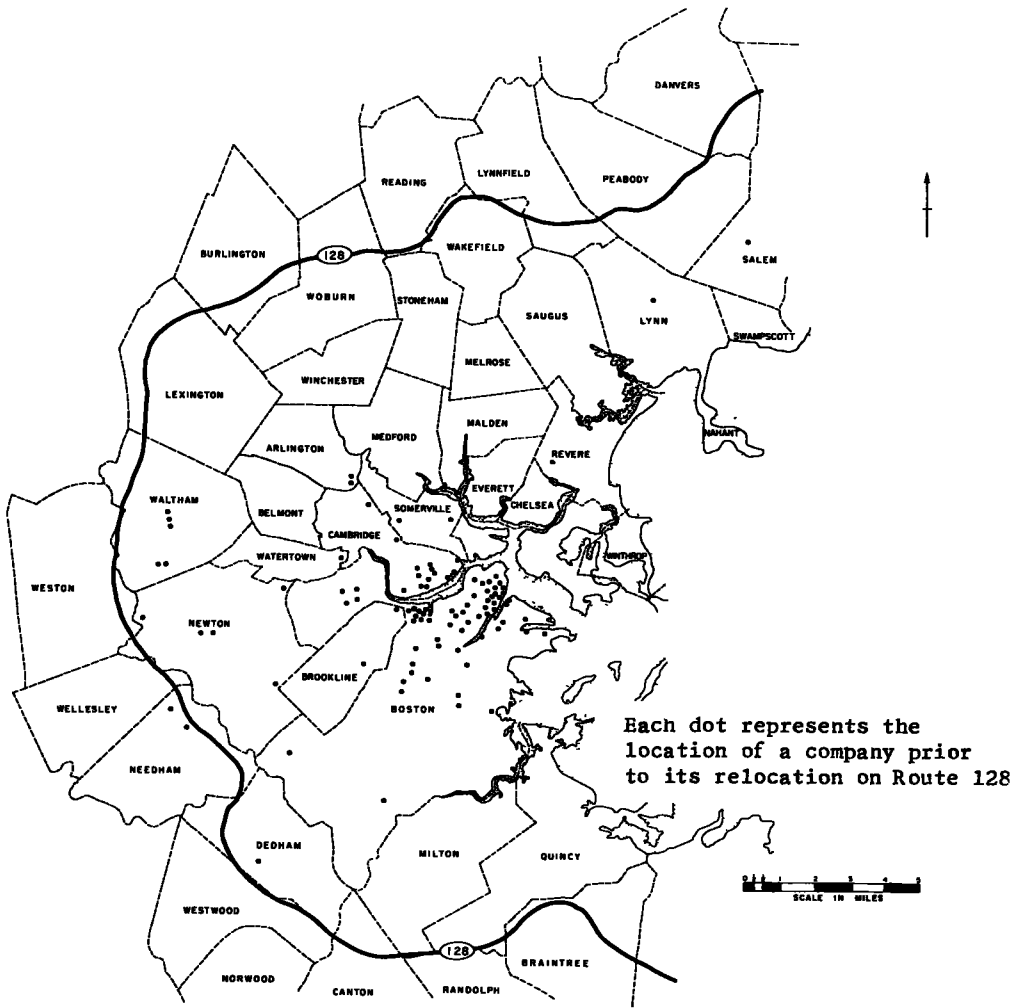 DANVERS
LYNNFIELD
PEABODY
READING
BURLINGTON
128
WAKEFIELD
SALEM
WOBURN
STONEHAM
SAUGUS
LYNN
SWAMPSCOTT
MELROSE
WINCHESTER
LEXINGTON
MALDEN
NAHANT
ARLINGTON
MEDFORD
REVERE
EVERETT
WALTHAM
CHELSEA
SOMERVILLE
BELMONT
CAMBRIDGE
WATERTOWN
WINTHROP
WESTON
NEWTON
BROOKLINE
WELLESLEY
BOSTON
Each dot represents the
location of a company prior
to its relocation on Route 128
NEEDHAM
DEDHAM
MILTON
QUINCY
SCALE IN MILES
WESTWOOD
128
BRAINTREE
NORWOOD
CANTON
RANDOLPH